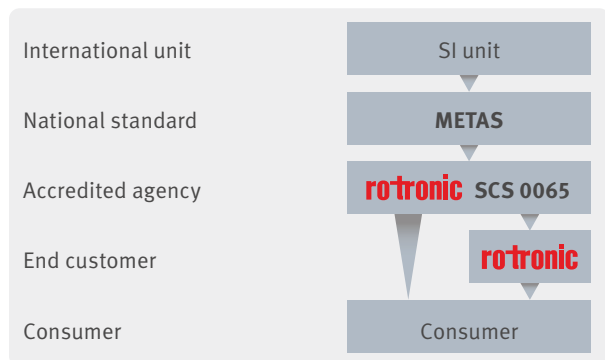 International unit SI unit
National standard METAS
Accredited agency rotronic SCS 0065
End customer rotronic
Consumer Consumer